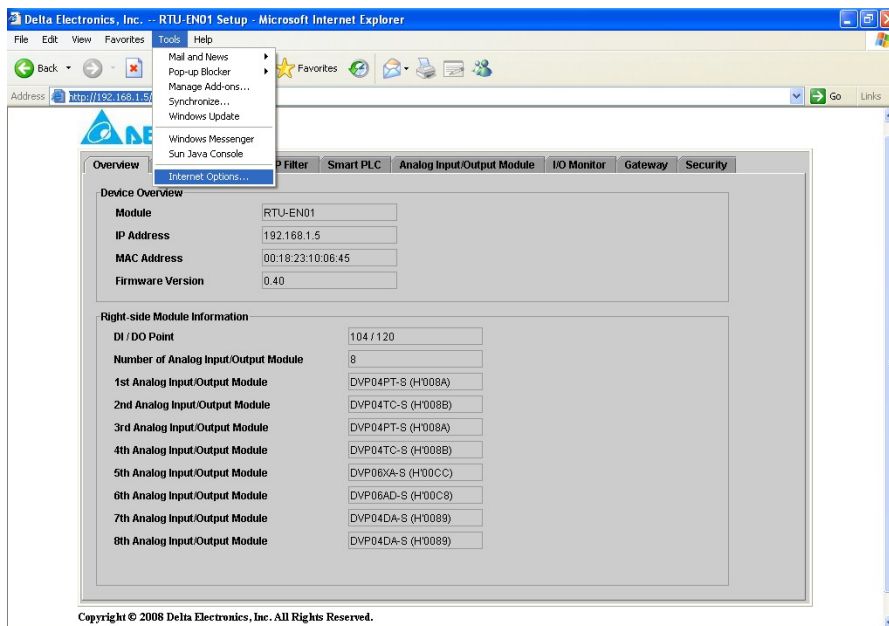 Delta Electronics, Inc. -- RTU-EN01 Setup - Microsoft Internet Explorer
File Edit View Favorites Tools Help
Back Favorites
Address http://192.168.1.5/ Go Links
Mail and News
Pop-up Blocker
Manage Add-ons...
Synchronize...
Windows Update
Windows Messenger
Sun Java Console
Internet Options...
Overview P Filter Smart PLC Analog Input/Output Module I/O Monitor Gateway Security
Device Overview
Module RTU-EN01
IP Address 192.168.1.5
MAC Address 00:18:23:10:06:45
Firmware Version 0.40
Right-side Module Information
DI / DO Point 104 / 120
Number of Analog Input/Output Module 8
1st Analog Input/Output Module DVP04PT-S (H'008A)
2nd Analog Input/Output Module DVP04TC-S (H'008B)
3rd Analog Input/Output Module DVP04PT-S (H'008A)
4th Analog Input/Output Module DVP04TC-S (H'008B)
5th Analog Input/Output Module DVP06XA-S (H'00CC)
6th Analog Input/Output Module DVP06AD-S (H'00C8)
7th Analog Input/Output Module DVP04DA-S (H'0089)
8th Analog Input/Output Module DVP04DA-S (H'0089)
Copyright © 2008 Delta Electronics, Inc. All Rights Reserved.